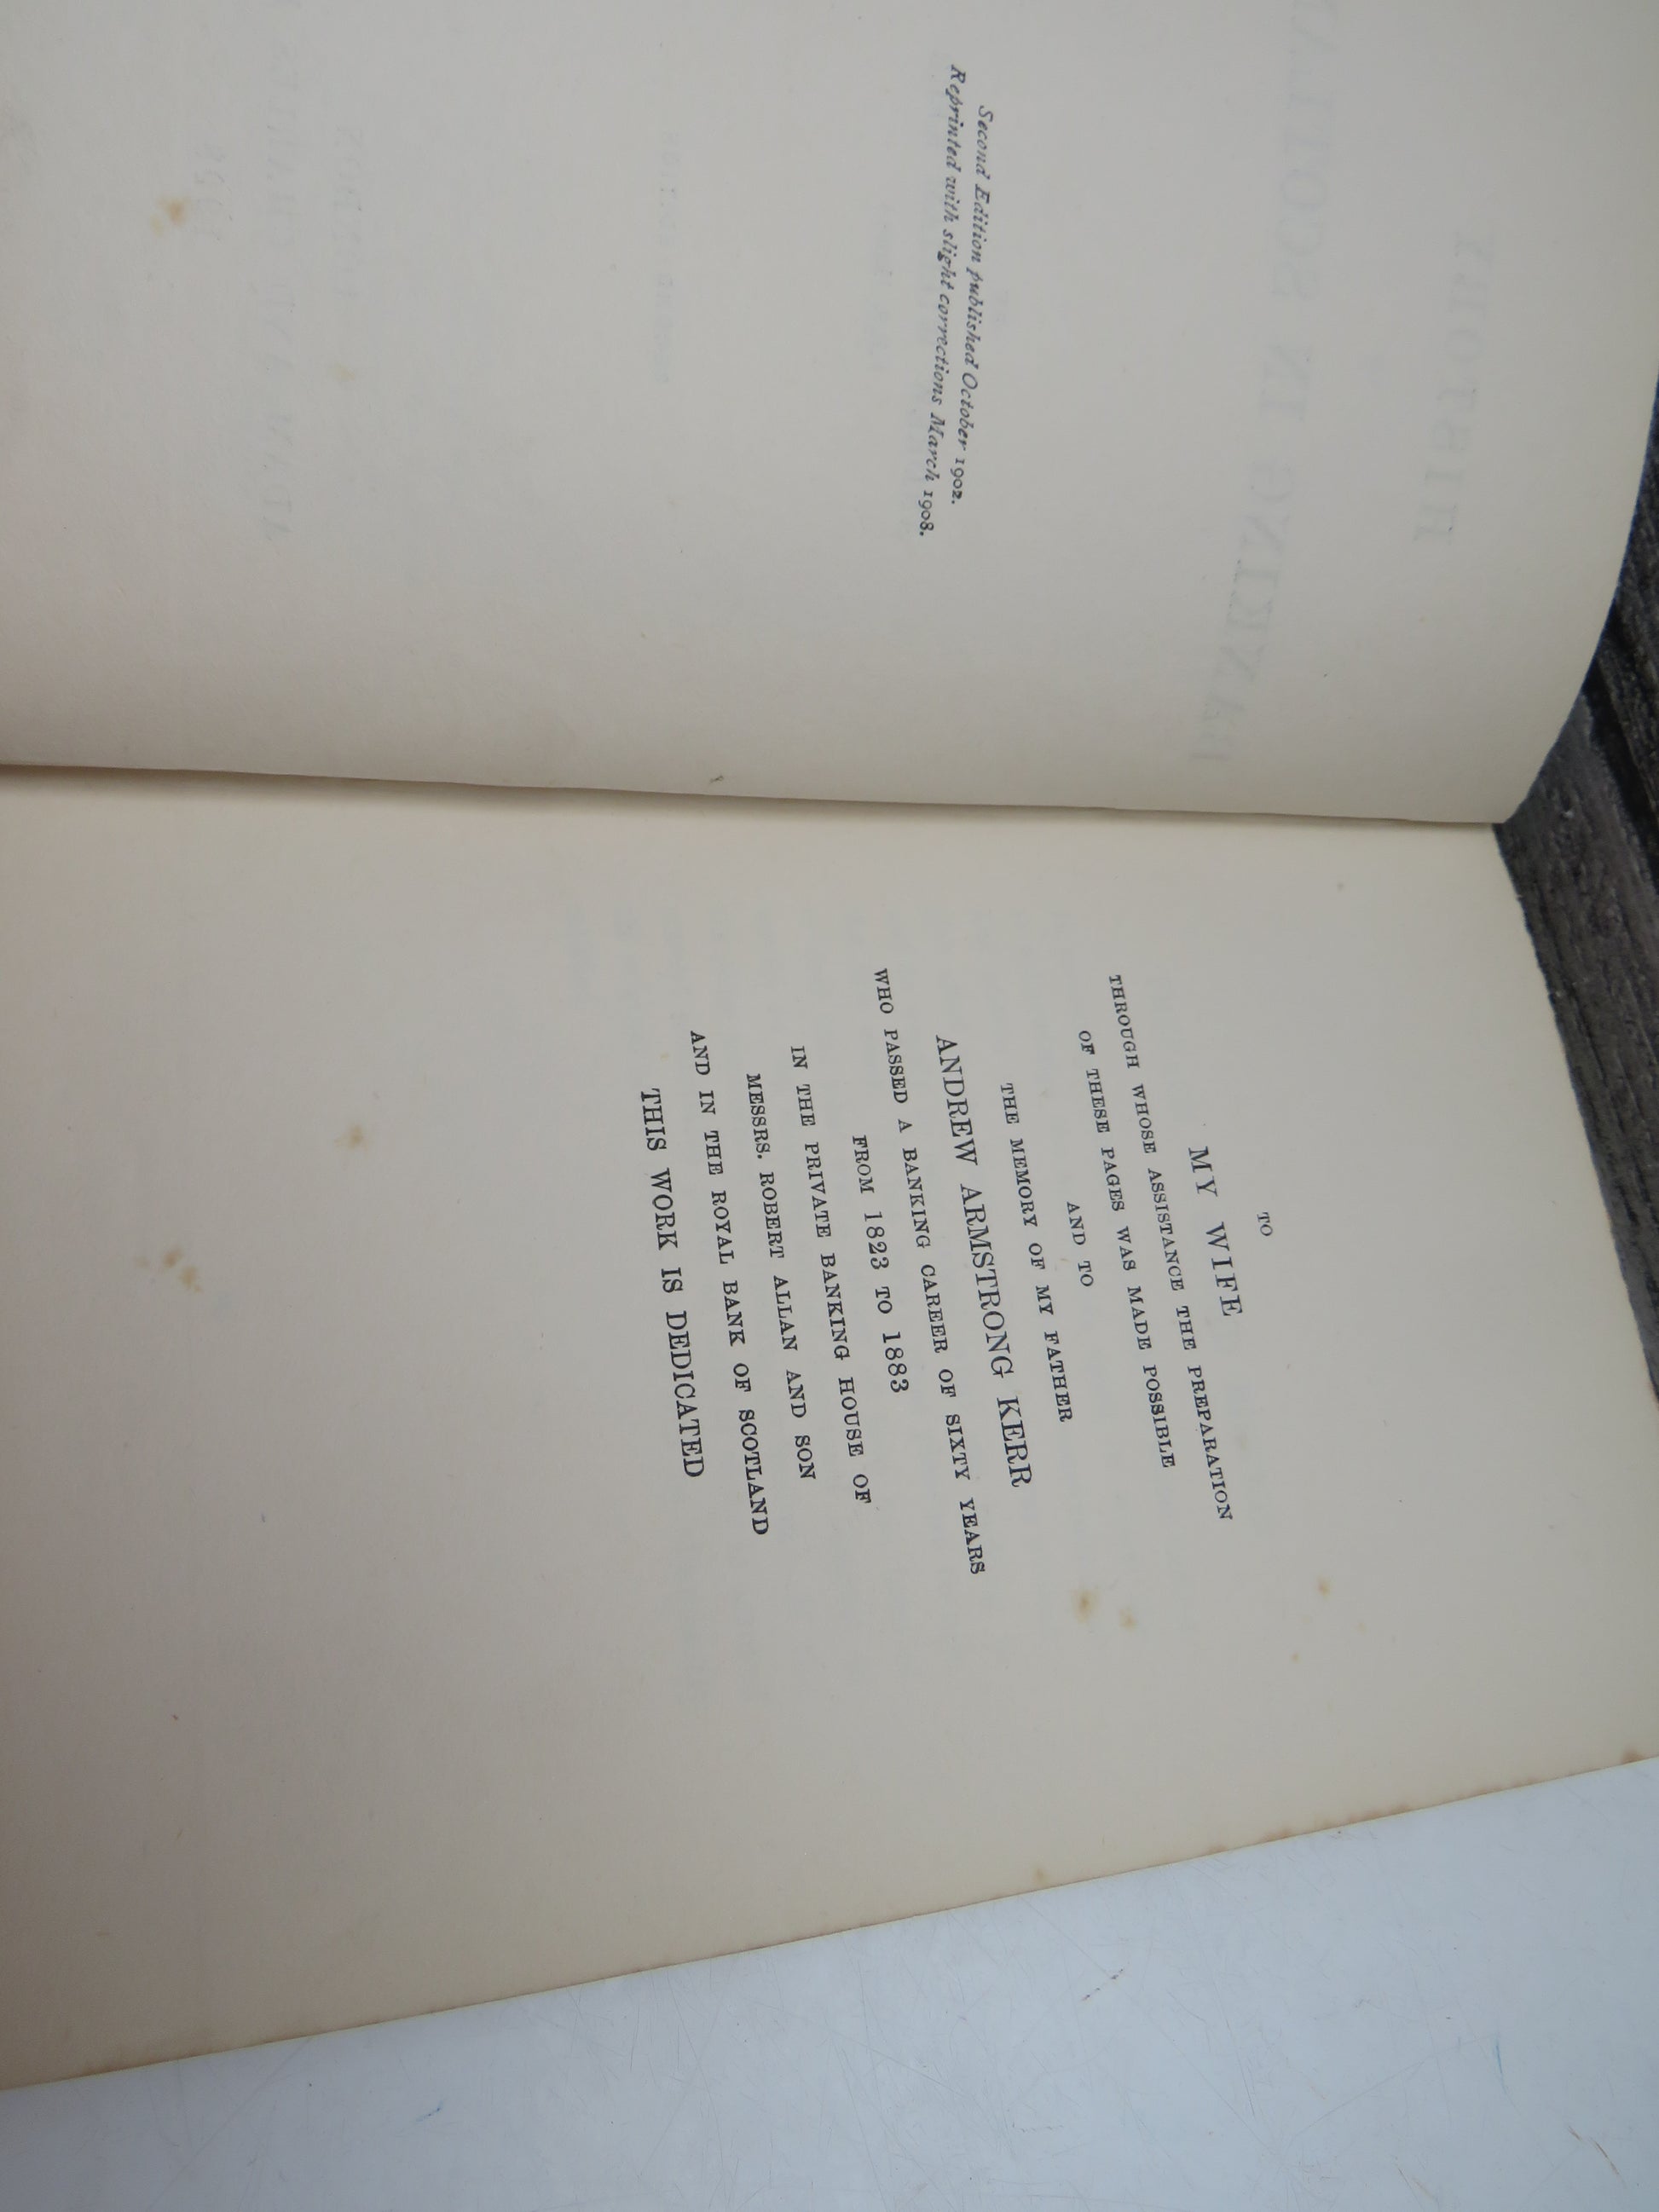 Second Edition published October 1902.
Reprinted with slight corrections March 1908.
TO
MY WIFE
THROUGH WHOSE ASSISTANCE THE PREPARATION
OF THESE PAGES WAS MADE POSSIBLE
AND TO
THE MEMORY OF MY FATHER
ANDREW ARMSTRONG KERR
WHO PASSED A BANKING CAREER OF SIXTY YEARS
FROM 1823 TO 1883
IN THE PRIVATE BANKING HOUSE OF
MESSRS. ROBERT ALLAN AND SON
AND IN THE ROYAL BANK OF SCOTLAND
THIS WORK IS DEDICATED